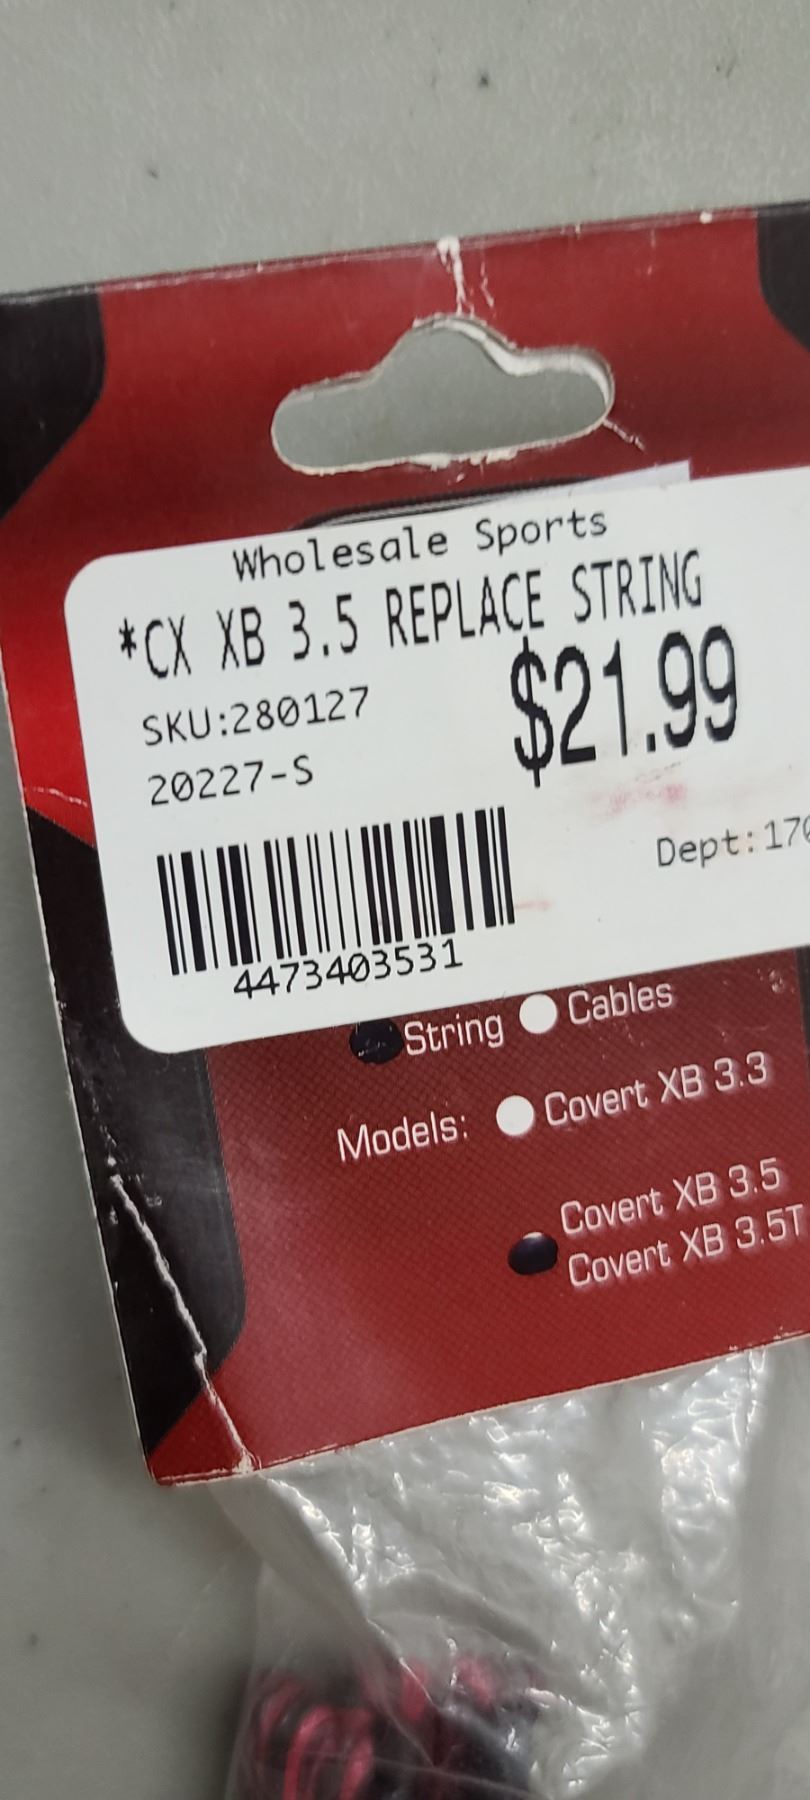 Wholesale Sports
*CX XB 3.5 REPLACE STRING
SKU:280127
$21.99
20227-S
Dept:170
4473403531
String Cables
Models: Covert XB 3.3
Covert XB 3.5
Covert XB 3.5T